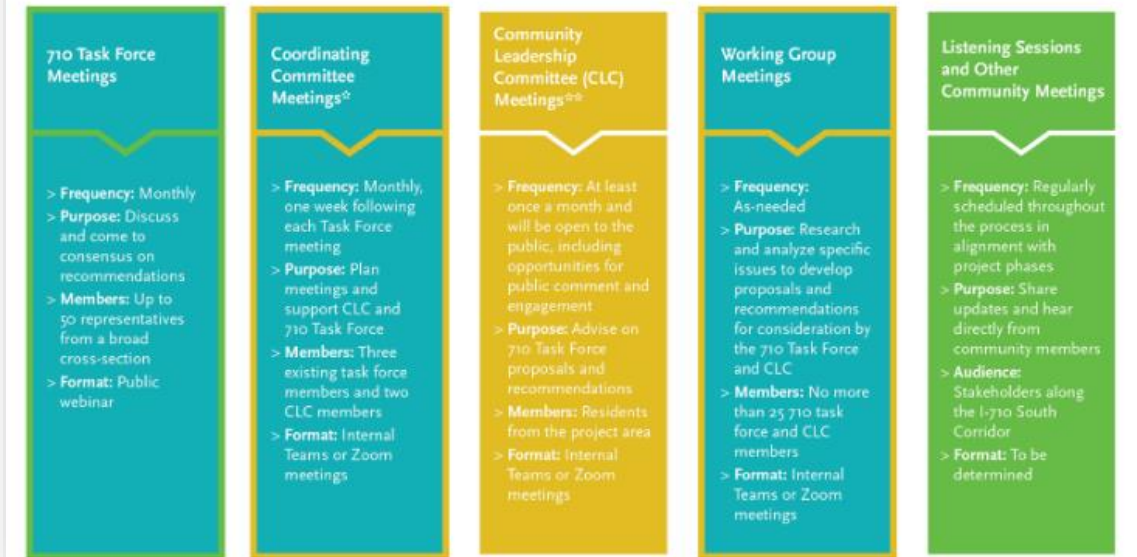 710 Task Force
Meetings
> Frequency: Monthly
> Purpose: Discuss
and come to
consensus on
recommendations
> Members: Up to
50 representatives
from a broad
cross-section
> Format: Public
webinar
Coordinating
Committee
Meetings☆
> Frequency: Monthly,
one week following
each Task Force
meeting
> Purpose: Plan
meetings and
support CLC and
710 Task Force
> Members: Three
existing task force
members and two
CLC members
> Format: Internal
Teams or Zoom
meetings
Community
Leadership
Committee (CLC)
Meetings☆☆
> Frequency: At least
once a month and
will be open to the
public, including
opportunities for
public comment and
engagement
> Purpose: Advise on
710 Task Force
proposals and
recommendations
> Members: Residents
from the project area
> Format: Internal
Teams or Zoom
meetings
Working Group
Meetings
> Frequency:
As-needed
> Purpose: Research
and analyze specific
issues to develop
proposals and
recommendations
for consideration by
the 710 Task Force
and CLC
> Members: No more
than 25 710 task
force and CLC
members
> Format: Internal
Teams or Zoom
meetings
Listening Sessions
and Other
Community Meetings
> Frequency: Regularly
scheduled throughout
the process in
alignment with
project phases
> Purpose: Share
updates and hear
directly from
community members
> Audience:
Stakeholders along
the I-710 South
Corridor
> Format: To be
determined